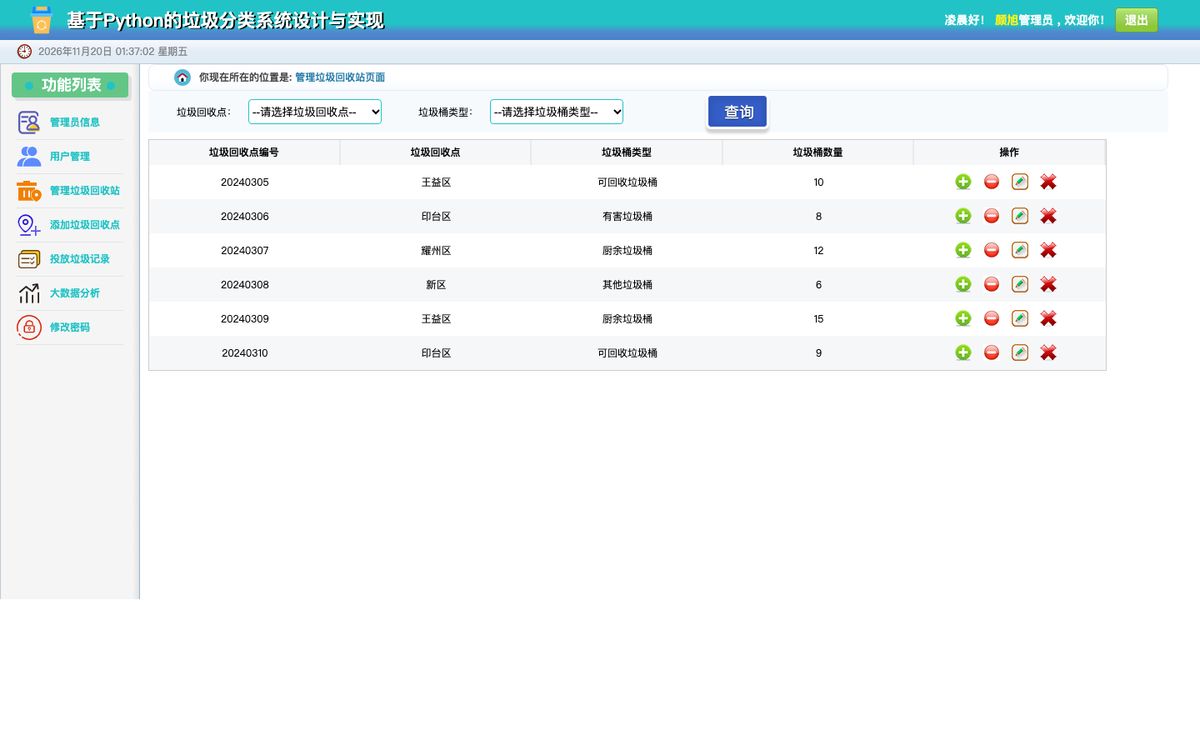 基于Python的垃圾分类系统设计与实现
凌晨好！ 颜旭管理员，欢迎你！ 退出
2026年11月20日 01:37:02 星期五
功能列表
管理员信息
用户管理
管理垃圾回收站
添加垃圾回收点
投放垃圾记录
大数据分析
修改密码
你现在所在的位置是: 管理垃圾回收站页面
垃圾回收点： --请选择垃圾回收点-- 垃圾桶类型： --请选择垃圾桶类型-- 查询
垃圾回收点编号 垃圾回收点 垃圾桶类型 垃圾桶数量 操作
20240305 王益区 可回收垃圾桶 10
20240306 印台区 有害垃圾桶 8
20240307 耀州区 厨余垃圾桶 12
20240308 新区 其他垃圾桶 6
20240309 王益区 厨余垃圾桶 15
20240310 印台区 可回收垃圾桶 9